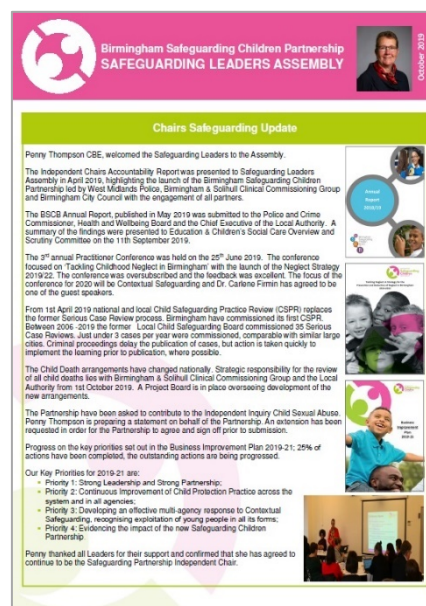 Birmingham Safeguarding Children Partnership
SAFEGUARDING LEADERS ASSEMBLY
October 2019
Chairs Safeguarding Update
Penny Thompson CBE, welcomed the Safeguarding Leaders to the Assembly.
The Independent Chairs Accountability Report was presented to Safeguarding Leaders
Assembly in April 2019, highlighting the launch of the Birmingham Safeguarding Children
Partnership led by West Midlands Police, Birmingham & Solihull Clinical Commissioning Group
and Birmingham City Council with the engagement of all partners.
The BSCB Annual Report, published in May 2019 was submitted to the Police and Crime
Commissioner, Health and Wellbeing Board and the Chief Executive of the Local Authority. A
summary of the findings were presented to Education & Children's Social Care Overview and
Scrutiny Committee on the 11th September 2019.
The 3rd annual Practitioner Conference was held on the 25th June 2019. The conference
focused on 'Tackling Childhood Neglect in Birmingham' with the launch of the Neglect Strategy
2019/22. The conference was oversubscribed and the feedback was excellent. The focus of the
conference for 2020 will be Contextual Safeguarding and Dr. Carlene Firmin has agreed to
be one of the guest speakers.
From 1st April 2019 national and local Child Safeguarding Practice Review (CSPR) replaces
the former Serious Case Review process. Birmingham have commissioned its first CSPR.
Between 2006 -2019 the former Local Child Safeguarding Board commissioned 35 Serious
Case Reviews. Just under 3 cases per year were commissioned, comparable with similar large
cities. Criminal proceedings delay the publication of cases, but action is taken quickly to
implement the learning prior to publication, where possible.
The Child Death arrangements have changed nationally. Strategic responsibility for the review
of all child deaths lies with Birmingham & Solihull Clinical Commissioning Group and the Local
Authority from 1st October 2019. A Project Board is in place overseeing development of the
new arrangements.
The Partnership have been asked to contribute to the Independent Inquiry Child Sexual Abuse.
Penny Thompson is preparing a statement on behalf of the Partnership. An extension has been
requested in order for the Partnership to agree and sign off prior to submission.
Progress on the key priorities set out in the Business Improvement Plan 2019-21; 25% of
actions have been completed, the outstanding actions are being progressed.
Our Key Priorities for 2019-21 are:
• Priority 1: Strong Leadership and Strong Partnership;
• Priority 2: Continuous Improvement of Child Protection Practice across the
system and in all agencies;
• Priority 3: Developing an effective multi-agency response to Contextual
Safeguarding, recognising exploitation of young people in all its forms;
• Priority 4: Evidencing the impact of the new Safeguarding Children
Partnership.
Penny thanked all Leaders for their support and confirmed that she has agreed to
continue to be the Safeguarding Partnership Independent Chair.
Annual
Report
2018/19
Business
Improvement
Plan